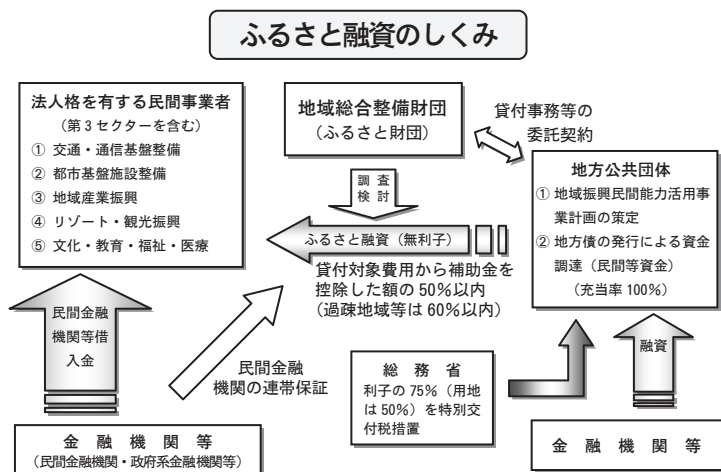 ふるさと融資のしくみ
法人格を有する民間事業者
(第3セクターを含む)
① 交通・通信基盤整備
② 都市基盤施設整備
③ 地域産業振興
④ リゾート・観光振興
⑤ 文化・教育・福祉・医療
地域総合整備財団
(ふるさと財団)
貸付事務等の
委託契約
調査
検討
地方公共団体
① 地域振興民間能力活用事
業計画の策定
② 地方債の発行による資金
調達(民間等資金)
(充当率100%)
ふるさと融資(無利子)
貸付対象費用から補助金を
控除した額の50%以内
(過疎地域等は60%以内)
民間金融
機関等借
入金
民間金融
機関の連帯保証
総務省
利子の75%(用地
は50%)を特別交
付税措置
融資
金融機関等
(民間金融機関・政府系金融機関等)
金融機関等